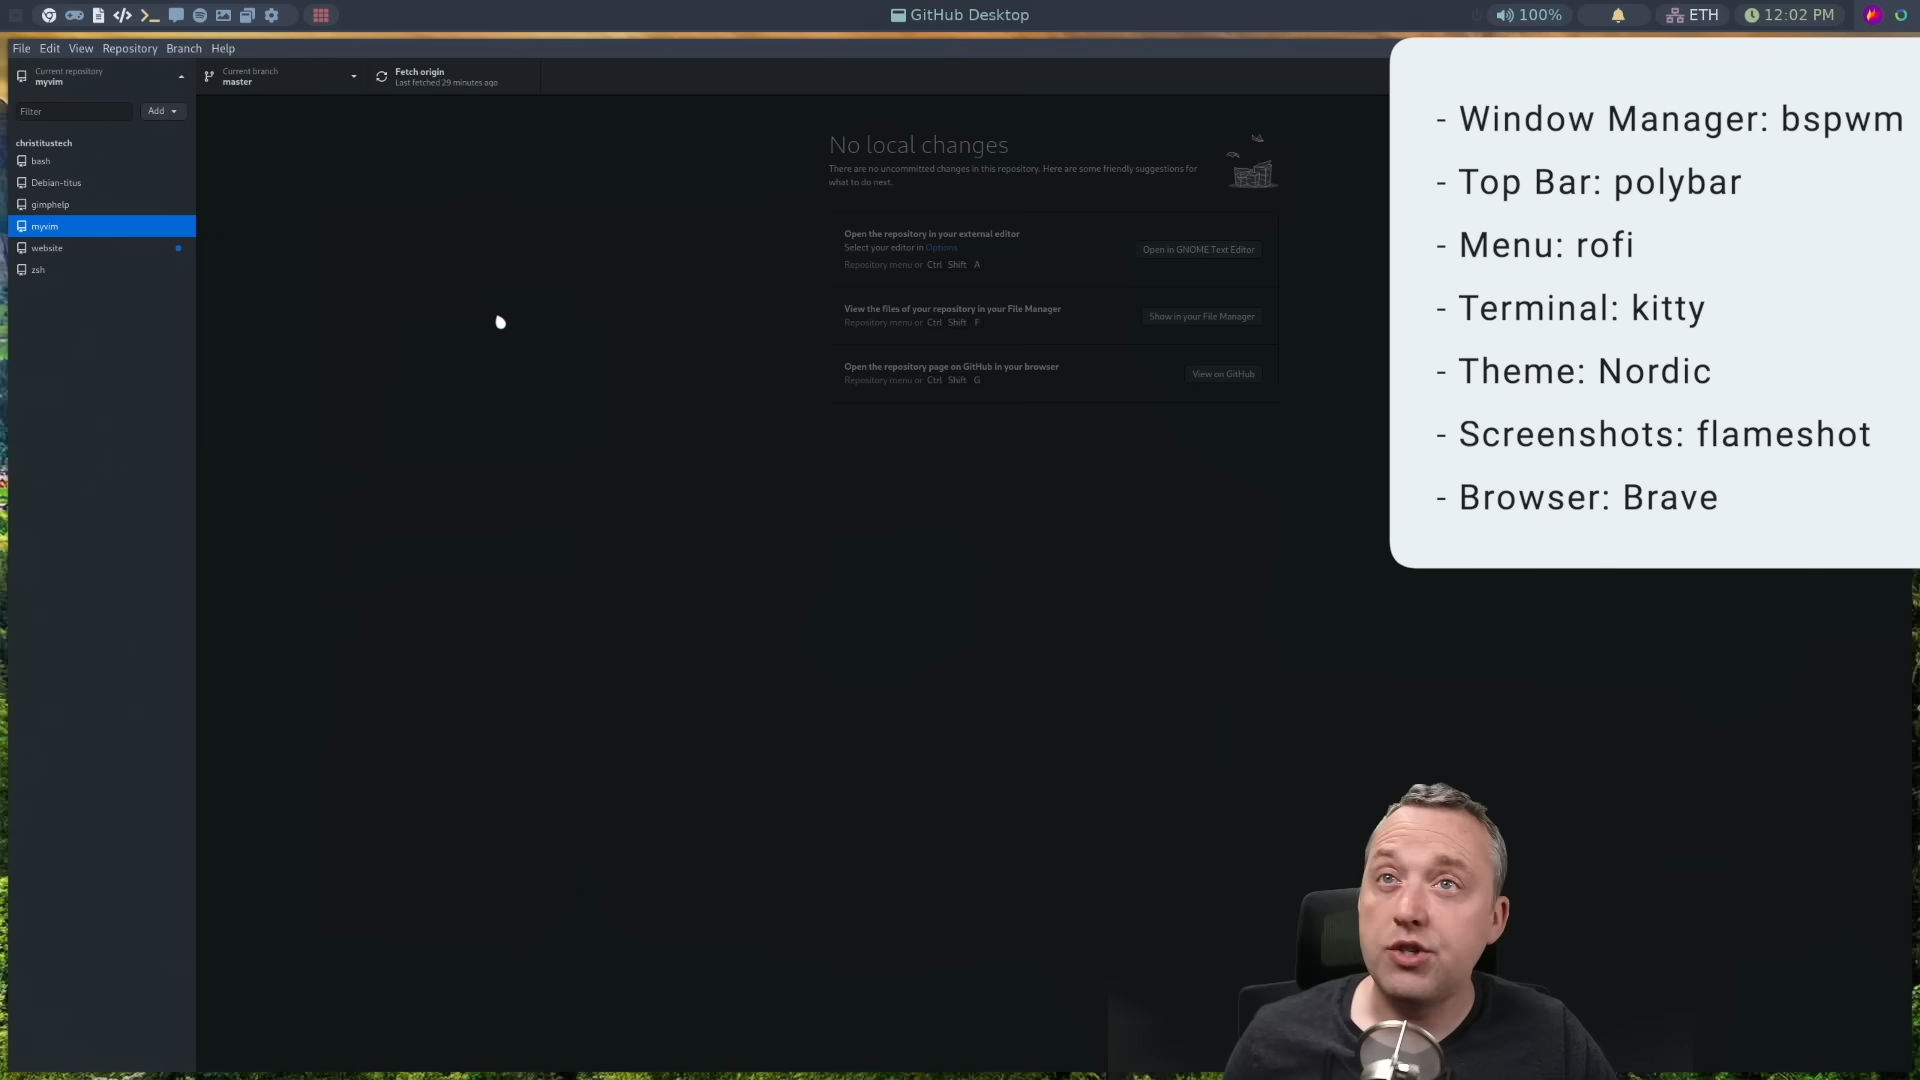 GitHub Desktop
100%
ETH
12:02 PM
File Edit View Repository Branch Help
Current repository
myvim
Current branch
master
Fetch origin
Last fetched 29 minutes ago
Filter
Add
christitustech
bash
Debian-titus
gimphelp
myvim
website
zsh
No local changes
There are no uncommitted changes in this repository. Here are some friendly suggestions for
what to do next.
Open the repository in your external editor
Select your editor in Options
Repository menu or Ctrl Shift A
Open in GNOME Text Editor
View the files of your repository in your File Manager
Repository menu or Ctrl Shift F
Show in your File Manager
Open the repository page on GitHub in your browser
Repository menu or Ctrl Shift G
View on GitHub
- Window Manager: bspwm
- Top Bar: polybar
- Menu: rofi
- Terminal: kitty
- Theme: Nordic
- Screenshots: flameshot
- Browser: Brave